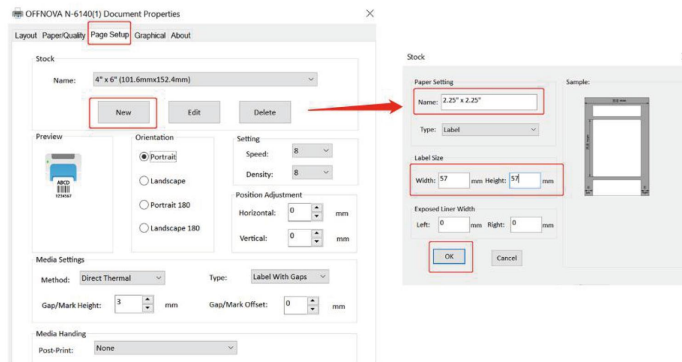 OFFNOVA N-6140(1) Document Properties
Layout Paper/Quality Page Setup Graphical About
Stock
Name: 4" x 6" (101.6mmx152.4mm)
New Edit Delete
Preview
ABCD
1234567
Orientation
Portrait
Landscape
Portrait 180
Landscape 180
Setting
Speed: 8
Density: 8
Position Adjustment
Horizontal: 0 mm
Vertical: 0 mm
Media Settings
Method: Direct Thermal Type: Label With Gaps
Gap/Mark Height: 3 mm Gap/Mark Offset: 0 mm
Media Handing
Post-Print: None
Stock
Paper Setting
Name: 2.25" x 2.25"
Type: Label
Label Size
Width: 57 mm Height: 57 mm
Exposed Liner Width
Left: 0 mm Right: 0 mm
OK Cancel
Sample: